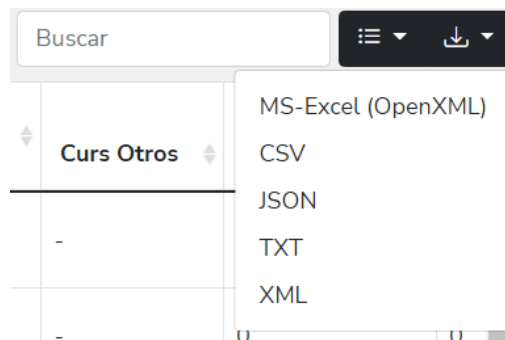 Buscar
MS-Excel (OpenXML)
Curs Otros
CSV
JSON
-
TXT
XML
-